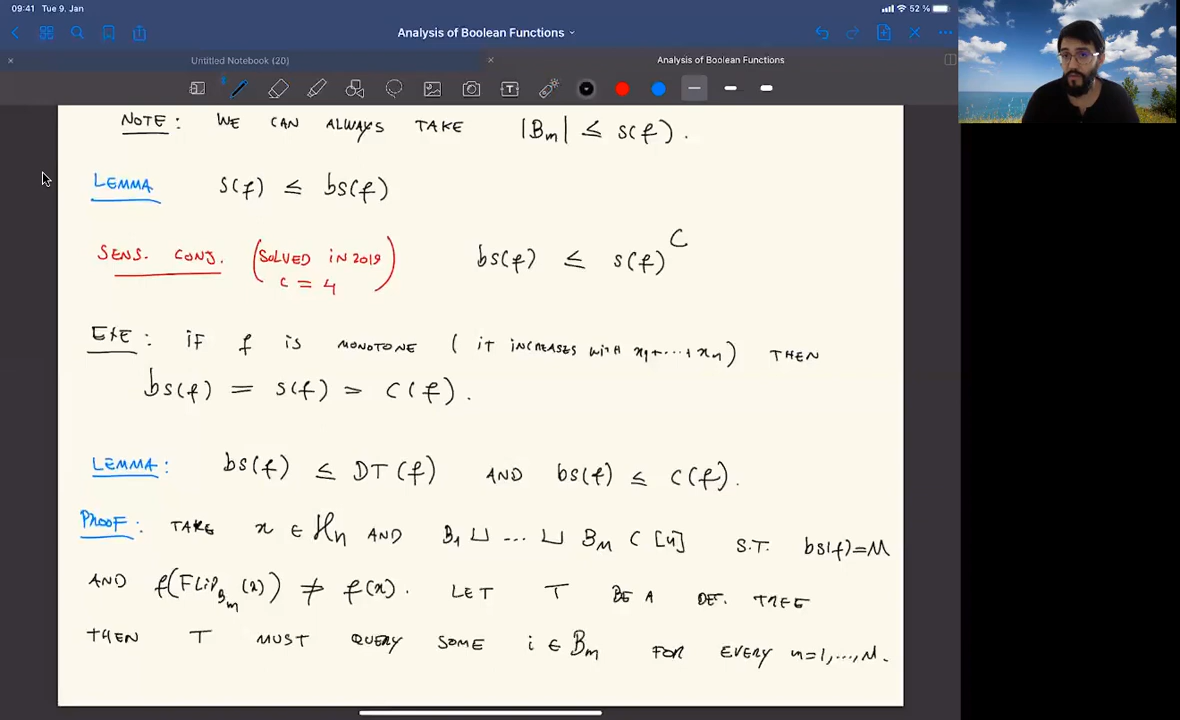 09:41 Tue 9. Jan
52 %
Analysis of Boolean Functions
Untitled Notebook (20)
Analysis of Boolean Functions
NOTE: WE CAN ALWAYS TAKE |Bm| ≤ s(f).
LEMMA s(f) ≤ bs(f)
SENS. CONJ. (SOLVED IN 2019 C = 4) bs(f) ≤ s(f)^C
EXE: IF f is MONOTONE (it INCREASES with x1,...,xn) THEN
bs(f) = s(f) = C(f).
LEMMA: bs(f) ≤ DT(f) AND bs(f) ≤ C(f).
PROOF: TAKE x ∈ Hn AND B1 ⊔ ... ⊔ BM ⊂ [n] S.T. bs(f)=M
AND f(FLIP_Bm(x)) ≠ f(x). LET T BE A DET. TREE
THEN T MUST QUERY SOME i ∈ Bm FOR EVERY m=1,...,M.